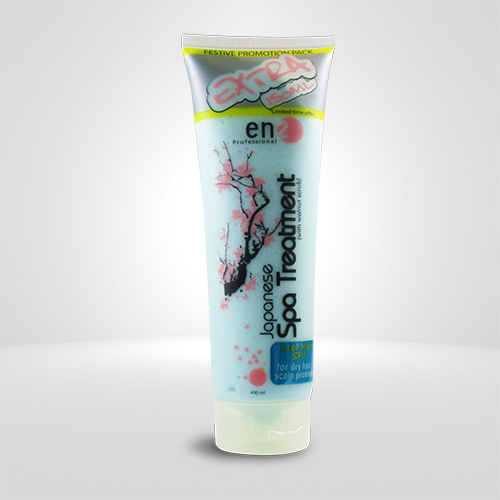 FESTIVE PROMOTION PACK
EXTRA
150ML
*Limited time offer
en
Professional
Japanese
Spa Treatment
(with walnut scrub)
for dry hair
scalp problem
400 ml